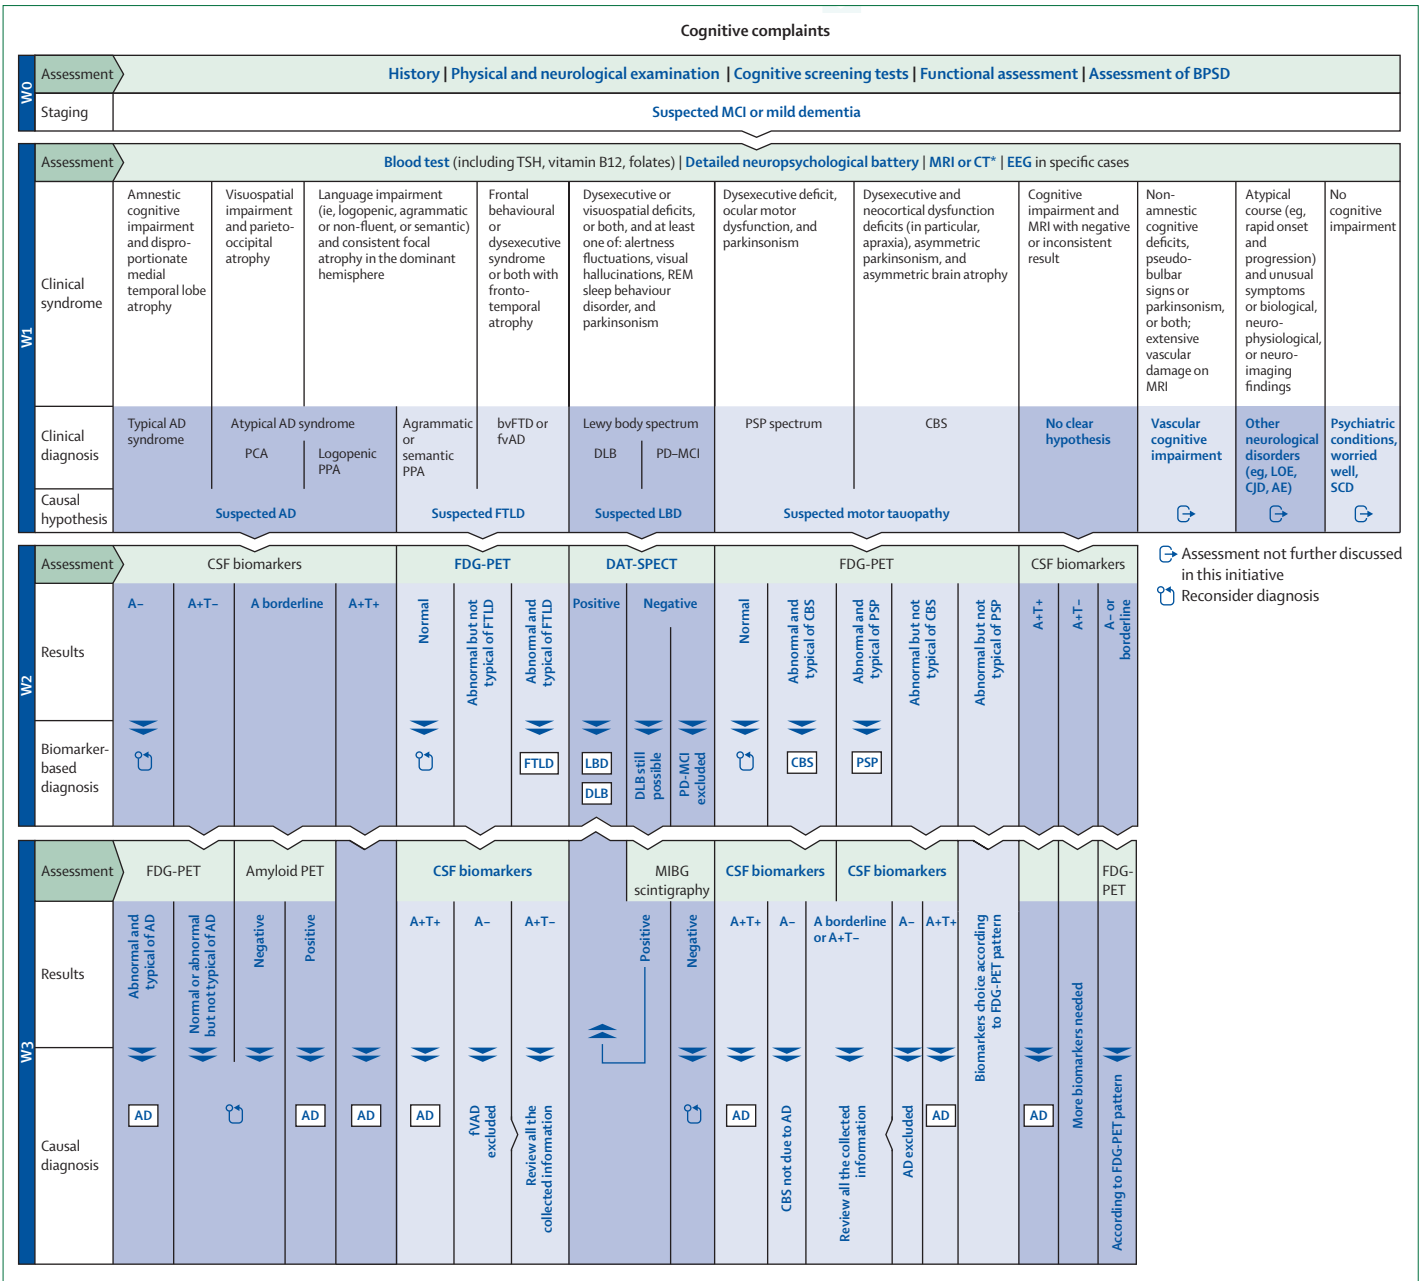 Cognitive complaints
W0
Assessment
History | Physical and neurological examination | Cognitive screening tests | Functional assessment | Assessment of BPSD
Staging
Suspected MCI or mild dementia
W1
Assessment
Blood test (including TSH, vitamin B12, folates) | Detailed neuropsychological battery | MRI or CT* | EEG in specific cases
Clinical
syndrome
Amnestic
cognitive
impairment
and dispro-
portionate
medial
temporal lobe
atrophy
Visuospatial
impairment
and parieto-
occipital
atrophy
Language impairment
(ie, logopenic, agrammatic
or non-fluent, or semantic)
and consistent focal
atrophy in the dominant
hemisphere
Frontal
behavioural
or
dysexecutive
syndrome
or both with
fronto-
temporal
atrophy
Dysexecutive or
visuospatial deficits,
or both, and at least
one of: alertness
fluctuations, visual
hallucinations, REM
sleep behaviour
disorder, and
parkinsonism
Dysexecutive deficit,
ocular motor
dysfunction, and
parkinsonism
Dysexecutive and
neocortical dysfunction
deficits (in particular,
apraxia), asymmetric
parkinsonism, and
asymmetric brain atrophy
Cognitive
impairment and
MRI with negative
or inconsistent
result
Non-
amnestic
cognitive
deficits,
pseudo-
bulbar
signs or
parkinsonism,
or both;
extensive
vascular
damage on
MRI
Atypical
course (eg,
rapid onset
and
progression)
and unusual
symptoms
or biological,
neuro-
physiological,
or neuro-
imaging
findings
No
cognitive
impairment
Clinical
diagnosis
Typical AD
syndrome
Atypical AD syndrome
PCA
Logopenic
PPA
Agrammatic
or
semantic
PPA
bvFTD or
fvAD
Lewy body spectrum
DLB
PD–MCI
PSP spectrum
CBS
No clear
hypothesis
Vascular
cognitive
impairment
Other
neurological
disorders
(eg, LOE,
CJD, AE)
Psychiatric
conditions,
worried
well,
SCD
Causal
hypothesis
Suspected AD
Suspected FTLD
Suspected LBD
Suspected motor tauopathy
Assessment not further discussed
in this initiative
Reconsider diagnosis
W2
Assessment
CSF biomarkers
FDG-PET
DAT-SPECT
FDG-PET
CSF biomarkers
Results
A–
A+T–
A borderline
A+T+
Normal
Abnormal but not
typical of FTLD
Abnormal and
typical of FTLD
Positive
Negative
Normal
Abnormal and
typical of CBS
Abnormal and
typical of PSP
Abnormal but not
typical of CBS
Abnormal but not
typical of PSP
A+T+
A+T–
A– or
borderline
Biomarker-
based
diagnosis
FTLD
LBD
DLB
DLB still
possible
PD-MCI
excluded
CBS
PSP
W3
Assessment
FDG-PET
Amyloid PET
CSF biomarkers
MIBG
scintigraphy
CSF biomarkers
CSF biomarkers
FDG-
PET
Results
Abnormal and
typical of AD
Normal or abnormal
but not typical of AD
Negative
Positive
A+T+
A–
A+T–
Positive
Negative
A+T+
A–
A borderline
or A+T–
A–
A+T+
Biomarkers choice according
to FDG-PET pattern
Causal
diagnosis
AD
AD
AD
AD
fVAD
excluded
Review all the
collected information
AD
CBS not due to AD
Review all the collected
information
AD excluded
AD
AD
More biomarkers needed
According to FDG-PET pattern